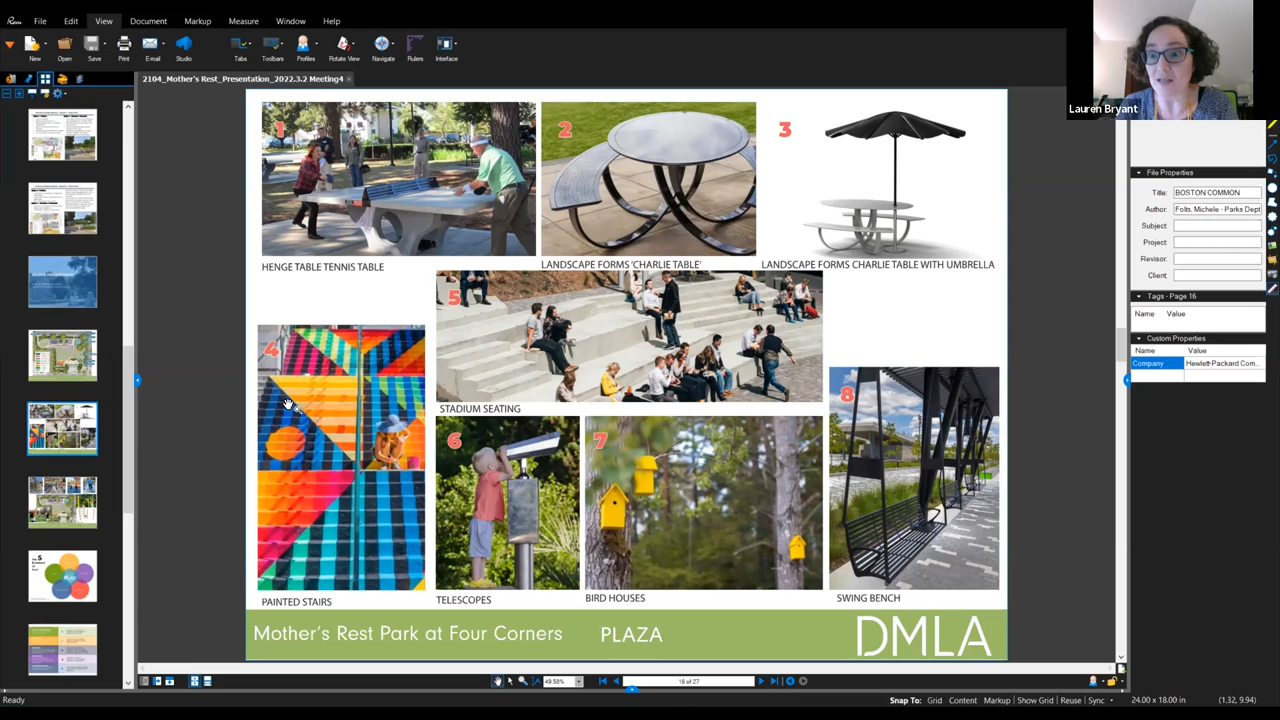 Revu File Edit View Document Markup Measure Window Help
New Open Save Print E-mail Studio Tabs Toolbars Profiles Rotate View Navigate Rulers Interface
Lauren Bryant
2104_Mother's Rest_Presentation_2022.3.2 Meeting4
1
2
3
HENGE TABLE TENNIS TABLE
LANDSCAPE FORMS 'CHARLIE TABLE'
LANDSCAPE FORMS CHARLIE TABLE WITH UMBRELLA
4
5
STADIUM SEATING
6
7
8
PAINTED STAIRS
TELESCOPES
BIRD HOUSES
SWING BENCH
Mother's Rest Park at Four Corners PLAZA DMLA
File Properties
Title: BOSTON COMMON
Author: Folts, Michele - Parks Dept
Subject:
Project:
Revisor:
Client:
Tags - Page 16
Name Value
Custom Properties
Name Value
Company Hewlett-Packard Com...
49.58% 16 of 27
Ready
Snap To: Grid Content Markup Show Grid Reuse Sync 24.00 x 18.00 in (1.32, 9.94)